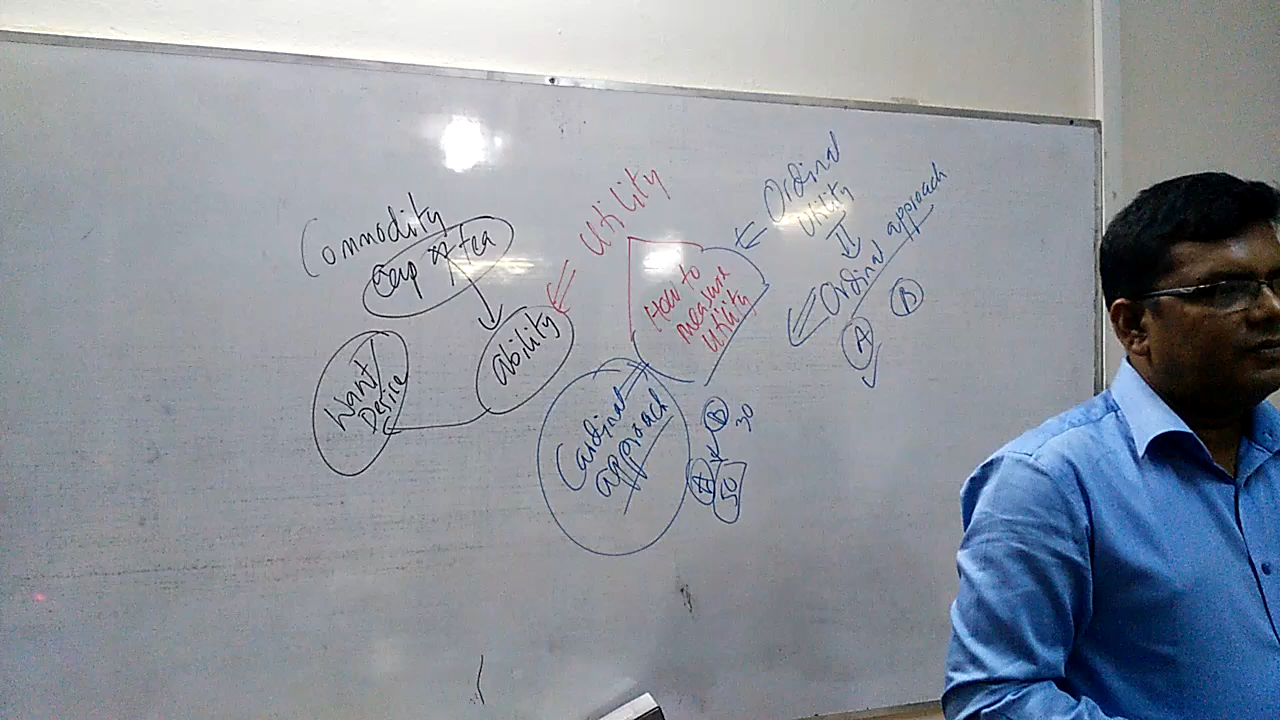 Commodity
Cup of Tea
ability
Want/
Desire
Utility
How to
measure
Utility
Ordinal
Utility
Ordinal approach
A
B
Cardinal
approach
B 30
A 50